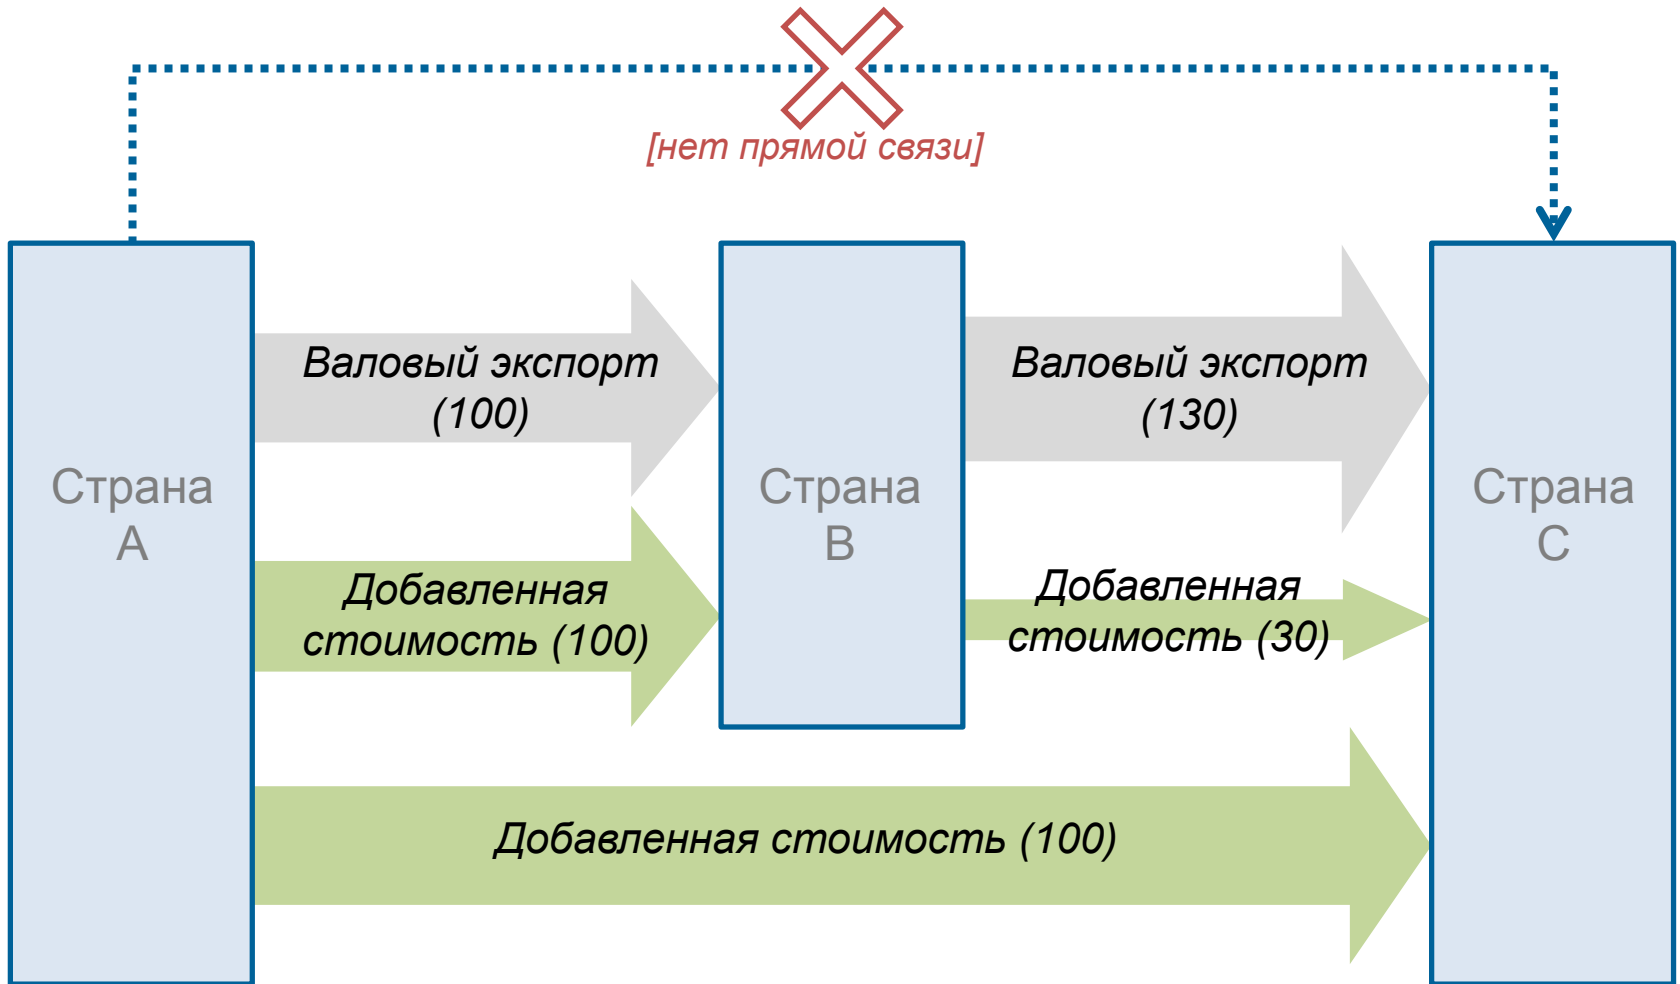 [нет прямой связи]
Валовый экспорт
(100)
Валовый экспорт
(130)
Страна
А
Страна
В
Страна
С
Добавленная
стоимость (100)
Добавленная
стоимость (30)
Добавленная стоимость (100)